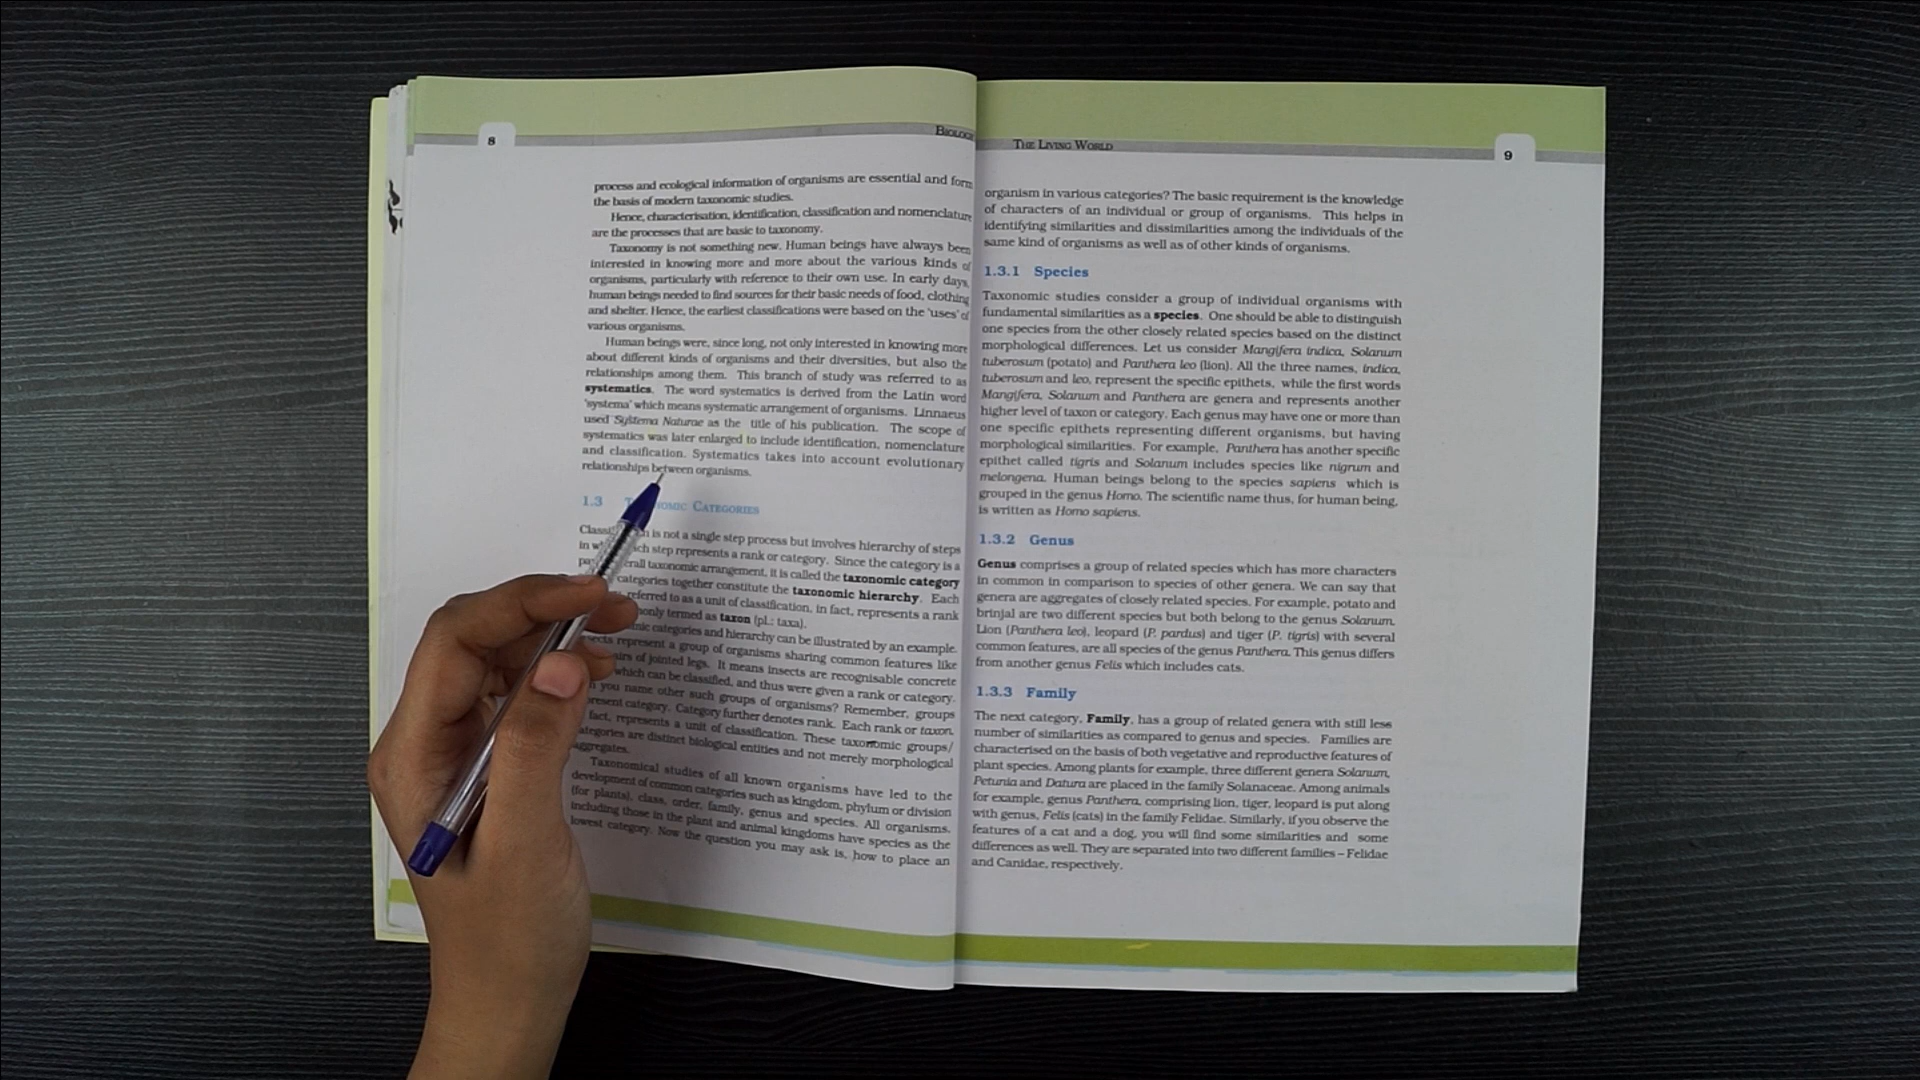 8
BIOLOGY
process and ecological information of organisms are essential and form
the basis of modern taxonomic studies.
Hence, characterisation, identification, classification and nomenclature
are the processes that are basic to taxonomy.
Taxonomy is not something new. Human beings have always been
interested in knowing more and more about the various kinds of
organisms, particularly with reference to their own use. In early days,
human beings needed to find sources for their basic needs of food, clothing
and shelter. Hence, the earliest classifications were based on the 'uses' of
various organisms.
Human beings were, since long, not only interested in knowing more
about different kinds of organisms and their diversities, but also the
relationships among them. This branch of study was referred to as
systematics. The word systematics is derived from the Latin word
'systema' which means systematic arrangement of organisms. Linnaeus
used Systema Naturae as the title of his publication. The scope of
systematics was later enlarged to include identification, nomenclature
and classification. Systematics takes into account evolutionary
relationships between organisms.
1.3 CATEGORIES
is not a single step process but involves hierarchy of steps
in step represents a rank or category. Since the category is a
taxonomic arrangement, it is called the taxonomic category
categories together constitute the taxonomic hierarchy. Each
referred to as a unit of classification, in fact, represents a rank
termed as taxon (pl.: taxa).
categories and hierarchy can be illustrated by an example.
represent a group of organisms sharing common features like
of jointed legs. It means insects are recognisable concrete
which can be classified, and thus were given a rank or category.
you name other such groups of organisms? Remember, groups
category. Category further denotes rank. Each rank or taxon,
fact, represents a unit of classification. These taxonomic groups/
categories are distinct biological entities and not merely morphological
aggregates.
Taxonomical studies of all known organisms have led to the
development of common categories such as kingdom, phylum or division
(for plants), class, order, family, genus and species. All organisms,
including those in the plant and animal kingdoms have species as the
lowest category. Now the question you may ask is, how to place an
THE LIVING WORLD
9
organism in various categories? The basic requirement is the knowledge
of characters of an individual or group of organisms. This helps in
identifying similarities and dissimilarities among the individuals of the
same kind of organisms as well as of other kinds of organisms.
1.3.1 Species
Taxonomic studies consider a group of individual organisms with
fundamental similarities as a species. One should be able to distinguish
one species from the other closely related species based on the distinct
morphological differences. Let us consider Mangifera indica, Solanum
tuberosum (potato) and Panthera leo (lion). All the three names, indica,
tuberosum and leo, represent the specific epithets, while the first words
Mangifera, Solanum and Panthera are genera and represents another
higher level of taxon or category. Each genus may have one or more than
one specific epithets representing different organisms, but having
morphological similarities. For example, Panthera has another specific
epithet called tigris and Solanum includes species like nigrum and
melongena. Human beings belong to the species sapiens which is
grouped in the genus Homo. The scientific name thus, for human being,
is written as Homo sapiens.
1.3.2 Genus
Genus comprises a group of related species which has more characters
in common in comparison to species of other genera. We can say that
genera are aggregates of closely related species. For example, potato and
brinjal are two different species but both belong to the genus Solanum.
Lion (Panthera leo), leopard (P. pardus) and tiger (P. tigris) with several
common features, are all species of the genus Panthera. This genus differs
from another genus Felis which includes cats.
1.3.3 Family
The next category, Family, has a group of related genera with still less
number of similarities as compared to genus and species. Families are
characterised on the basis of both vegetative and reproductive features of
plant species. Among plants for example, three different genera Solanum,
Petunia and Datura are placed in the family Solanaceae. Among animals
for example, genus Panthera, comprising lion, tiger, leopard is put along
with genus, Felis (cats) in the family Felidae. Similarly, if you observe the
features of a cat and a dog, you will find some similarities and some
differences as well. They are separated into two different families – Felidae
and Canidae, respectively.